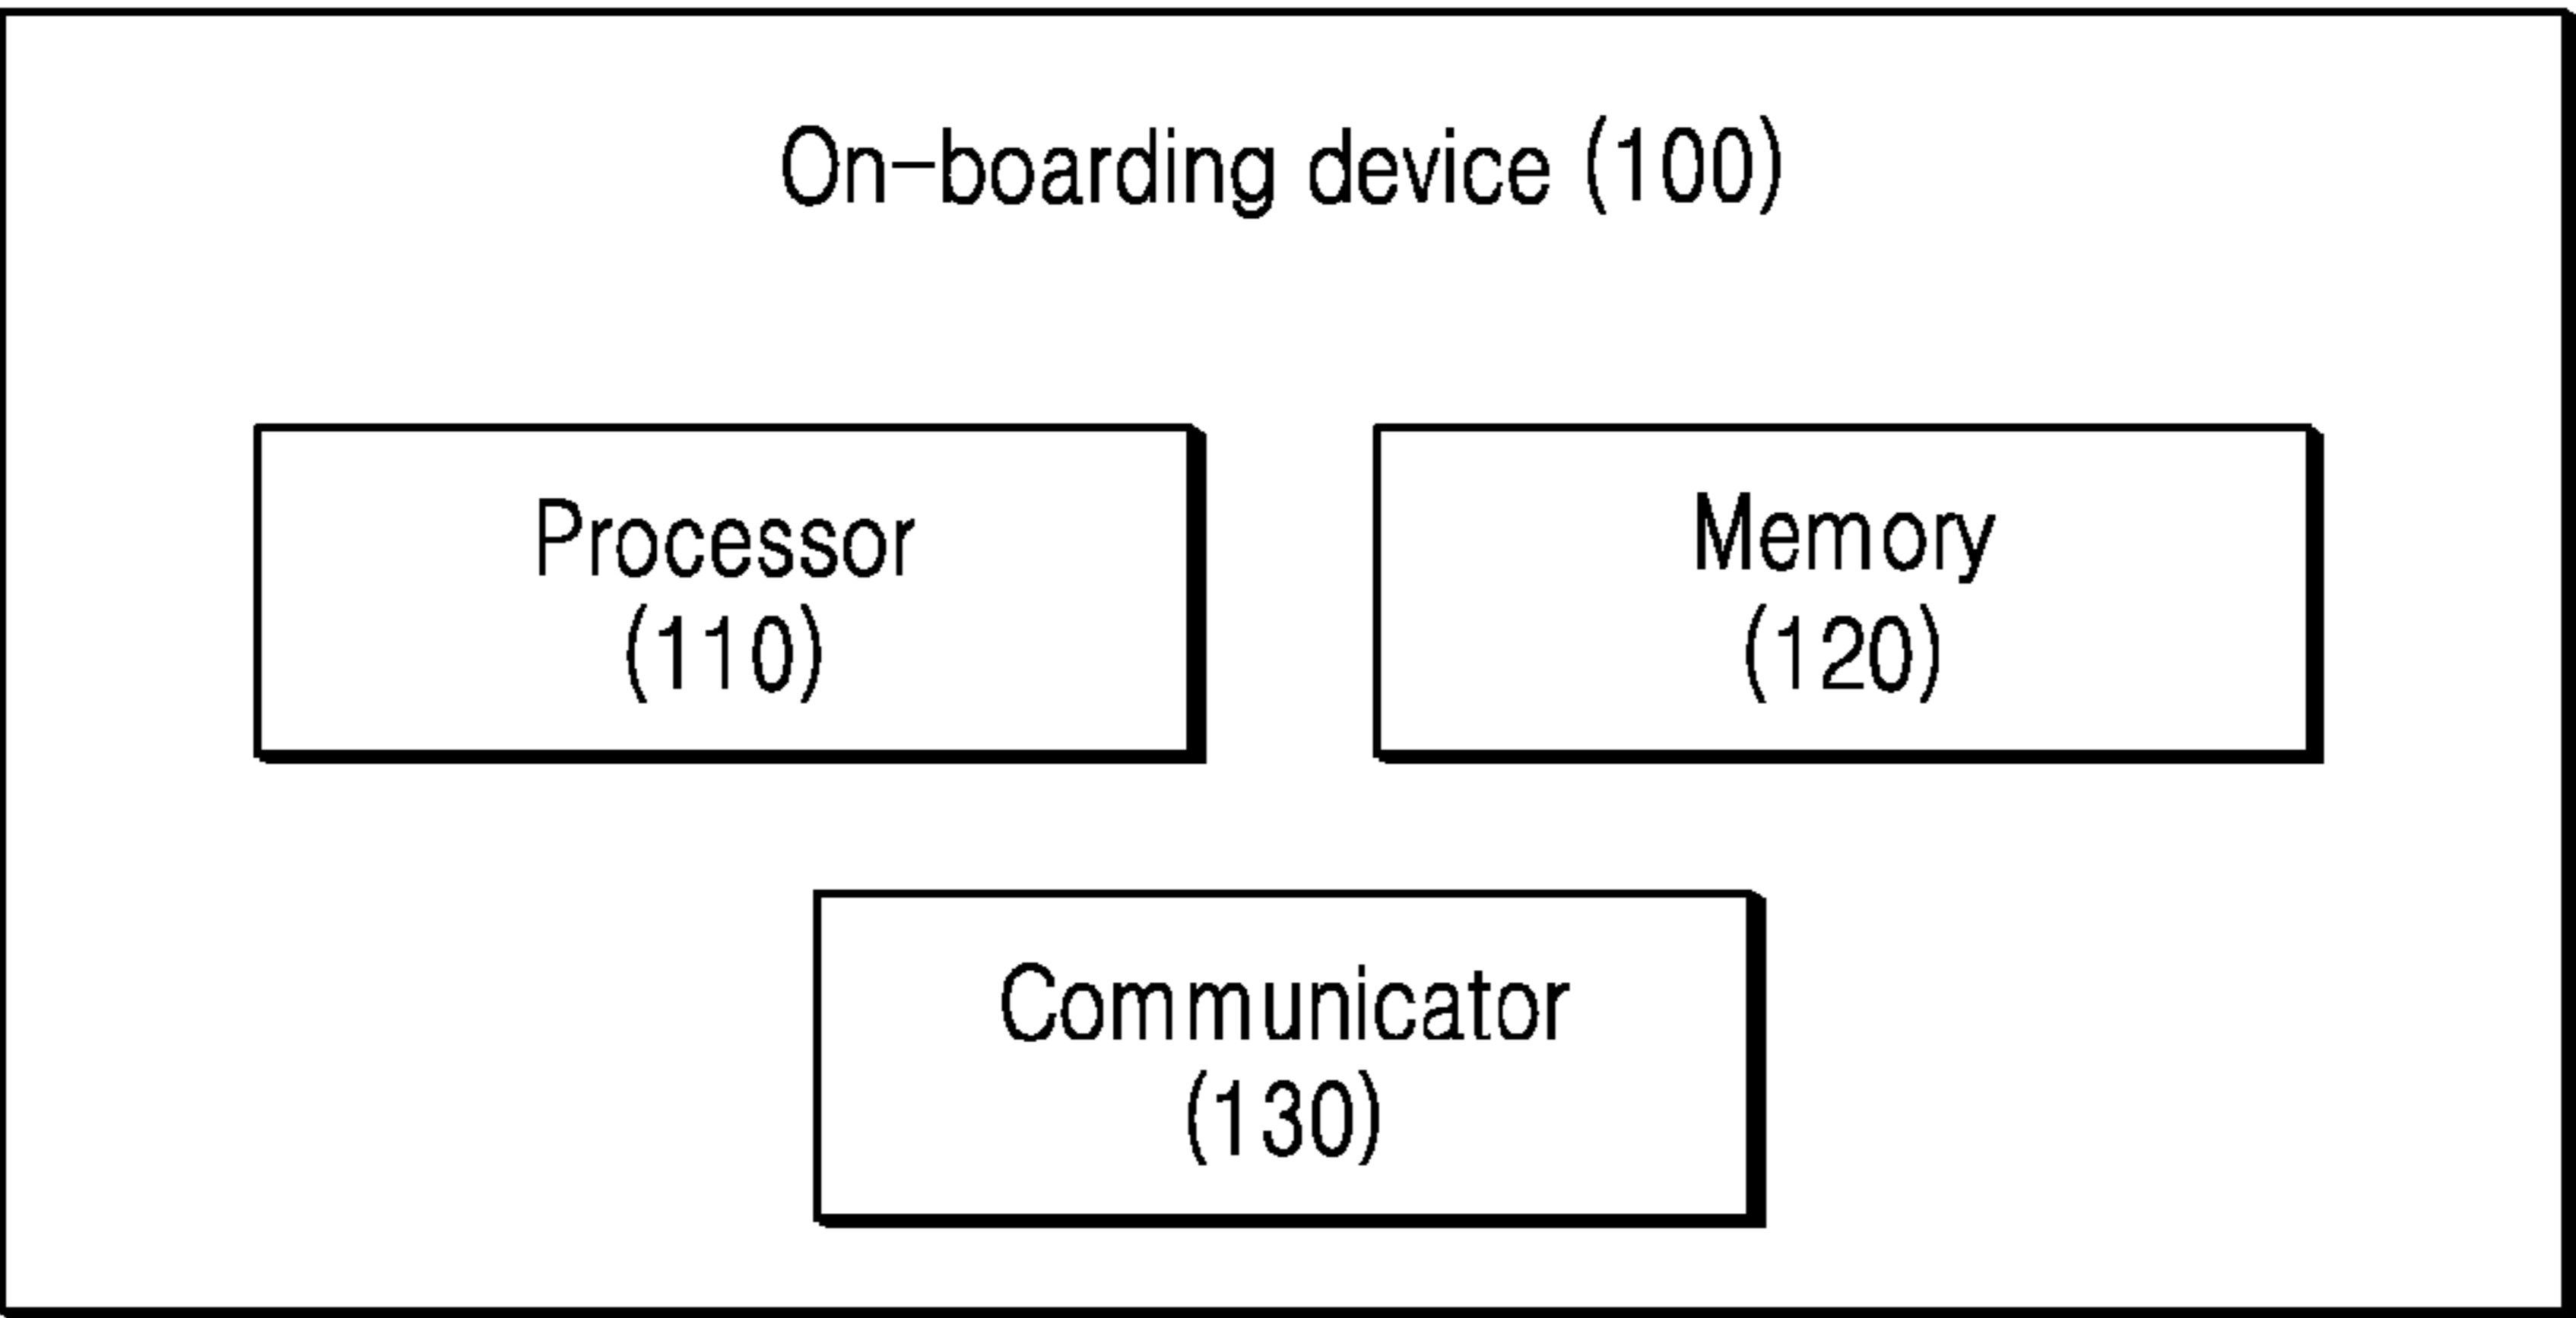 On-boarding device (100)
Processor
(110)
Memory
(120)
Communicator
(130)